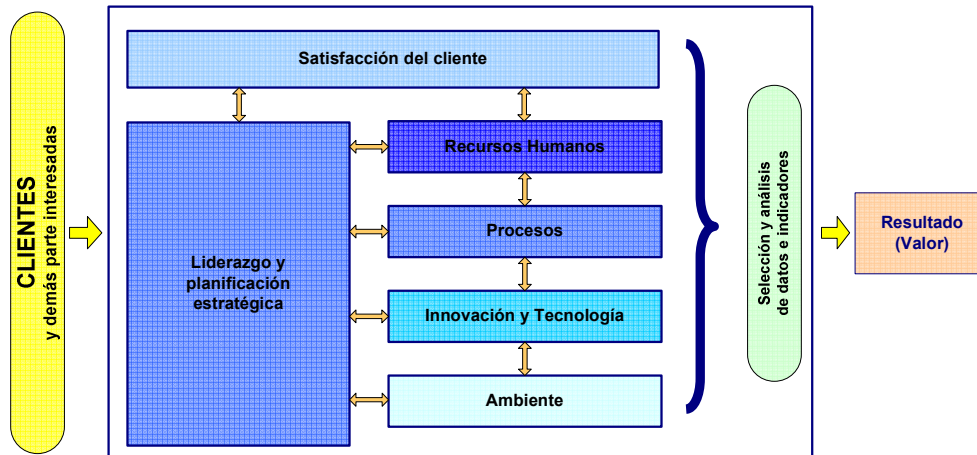 CLIENTES
y demás parte interesadas
Satisfacción del cliente
Liderazgo y
planificación
estratégica
Recursos Humanos
Procesos
Innovación y Tecnología
Ambiente
Selección y análisis
de datos e indicadores
Resultado
(Valor)